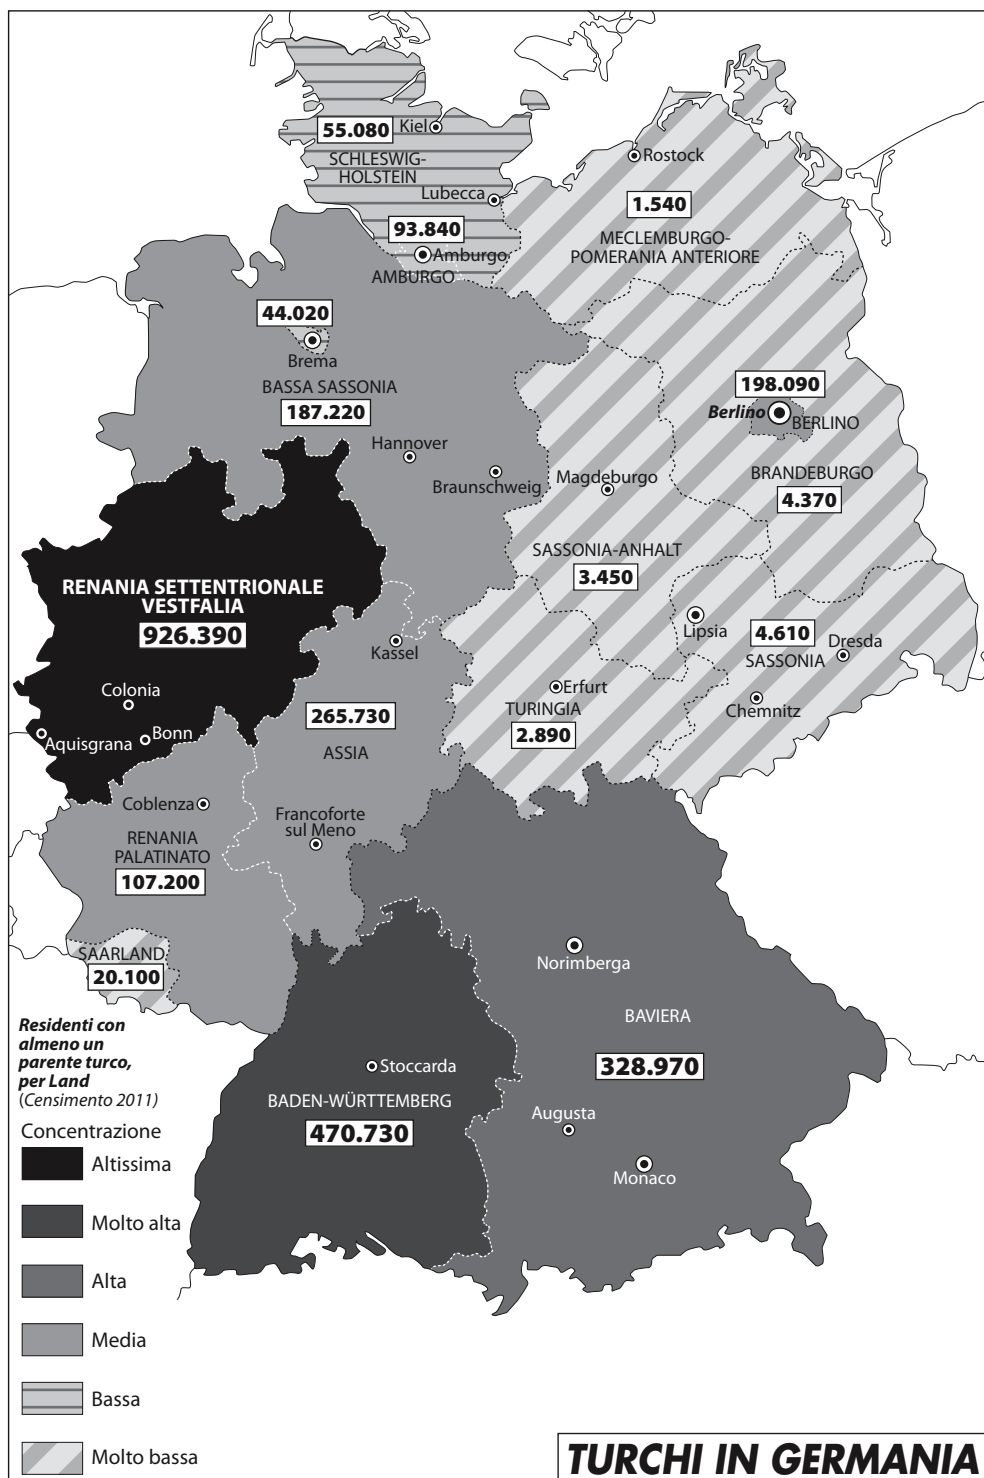 55.080
Kiel
SCHLESWIG-
HOLSTEIN
Lubecca
93.840
Amburgo
AMBURGO
Rostock
1.540
MECLEMBURGO-
POMERANIA ANTERIORE
44.020
Brema
BASSA SASSONIA
187.220
Hannover
Braunschweig
198.090
Berlino
BERLINO
BRANDEBURGO
4.370
Magdeburgo
SASSONIA-ANHALT
3.450
RENANIA SETTENTRIONALE
VESTFALIA
926.390
Colonia
Aquisgrana
Bonn
Kassel
265.730
ASSIA
Lipsia
4.610
Dresda
SASSONIA
Chemnitz
Erfurt
TURINGIA
2.890
Coblenza
RENANIA
PALATINATO
107.200
Francoforte
sul Meno
SAARLAND
20.100
Norimberga
BAVIERA
328.970
Augusta
Monaco
Stoccarda
BADEN-WÜRTTEMBERG
470.730
Residenti con
almeno un
parente turco,
per Land
(Censimento 2011)
Concentrazione
Altissima
Molto alta
Alta
Media
Bassa
Molto bassa
TURCHI IN GERMANIA